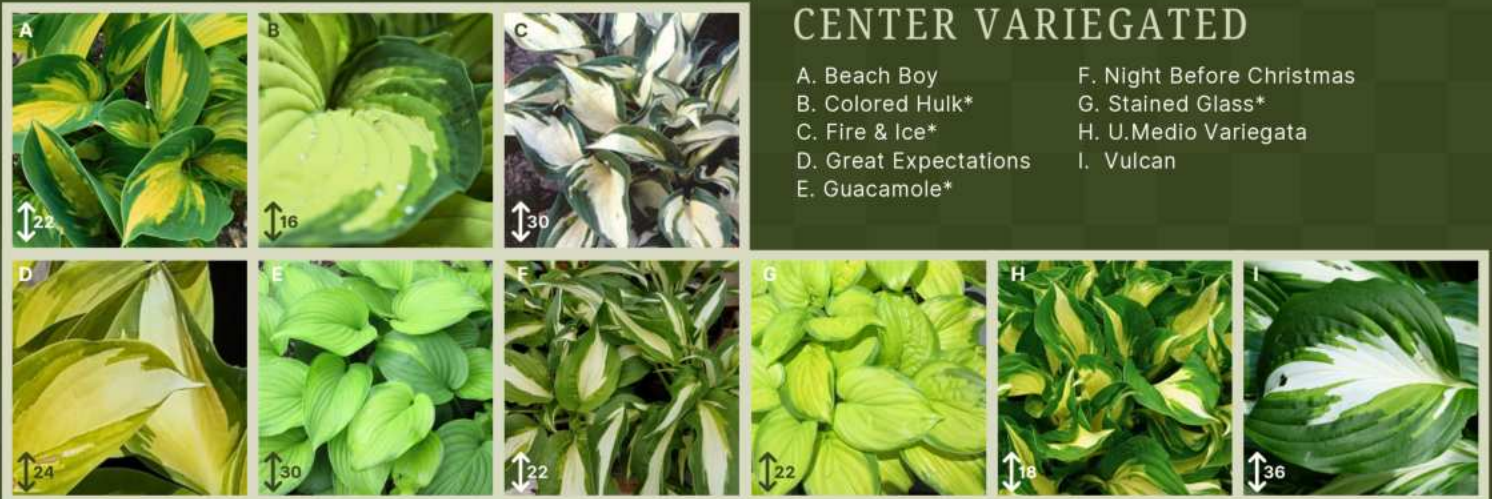 A
22
B
16
C
30
CENTER VARIEGATED
A. Beach Boy
B. Colored Hulk*
C. Fire & Ice*
D. Great Expectations
E. Guacamole*
F. Night Before Christmas
G. Stained Glass*
H. U.Medio Variegata
I. Vulcan
D
24
E
30
F
22
G
22
H
18
I
36